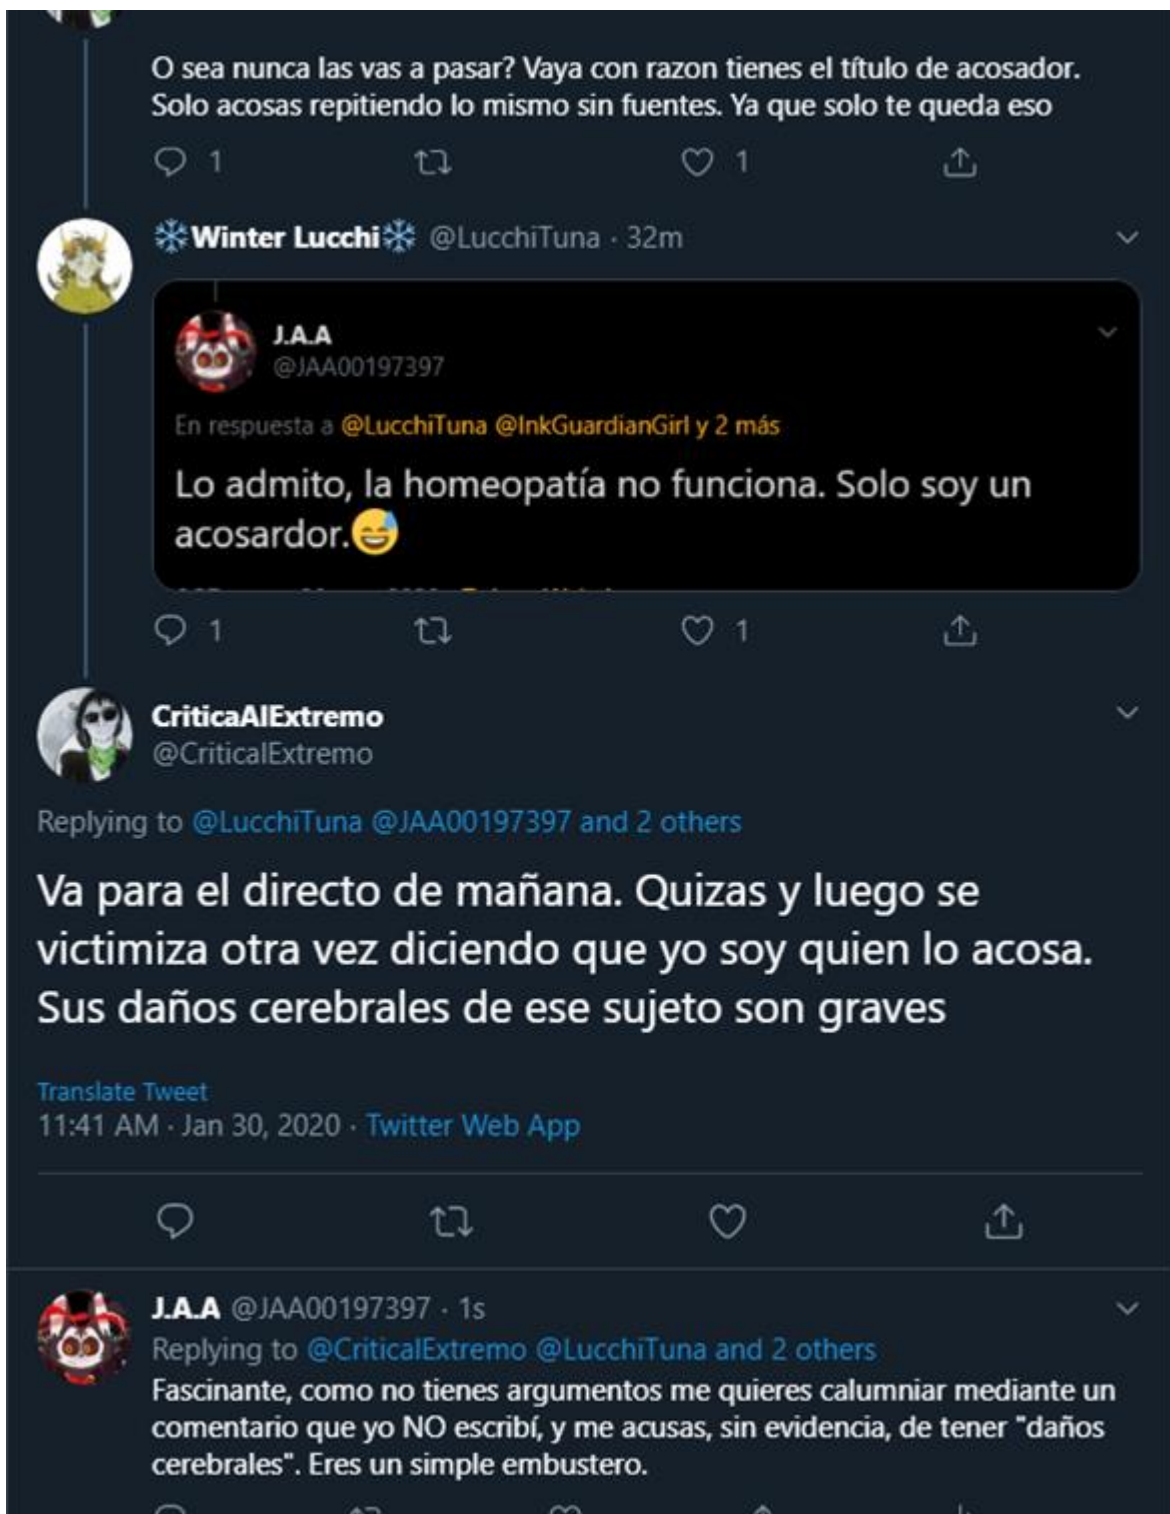 O sea nunca las vas a pasar? Vaya con razon tienes el título de acosador.
Solo acosas repitiendo lo mismo sin fuentes. Ya que solo te queda eso
1 1
❄Winter Lucchi❄ @LucchiTuna · 32m
J.A.A
@JAA00197397
En respuesta a @LucchiTuna @InkGuardianGirl y 2 más
Lo admito, la homeopatía no funciona. Solo soy un
acosardor.😅
1 1
CriticaAlExtremo
@CriticalExtremo
Replying to @LucchiTuna @JAA00197397 and 2 others
Va para el directo de mañana. Quizas y luego se
victimiza otra vez diciendo que yo soy quien lo acosa.
Sus daños cerebrales de ese sujeto son graves
Translate Tweet
11:41 AM · Jan 30, 2020 · Twitter Web App
J.A.A @JAA00197397 · 1s
Replying to @CriticalExtremo @LucchiTuna and 2 others
Fascinante, como no tienes argumentos me quieres calumniar mediante un
comentario que yo NO escribí, y me acusas, sin evidencia, de tener "daños
cerebrales". Eres un simple embustero.